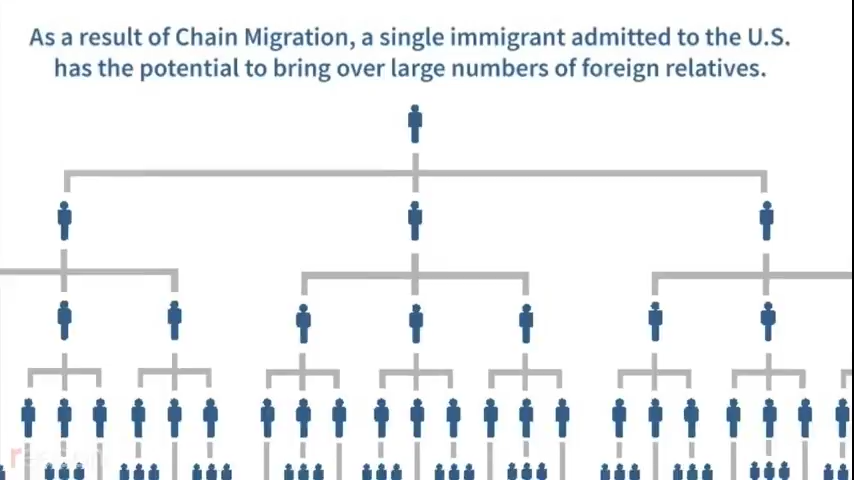 As a result of Chain Migration, a single immigrant admitted to the U.S.
has the potential to bring over large numbers of foreign relatives.